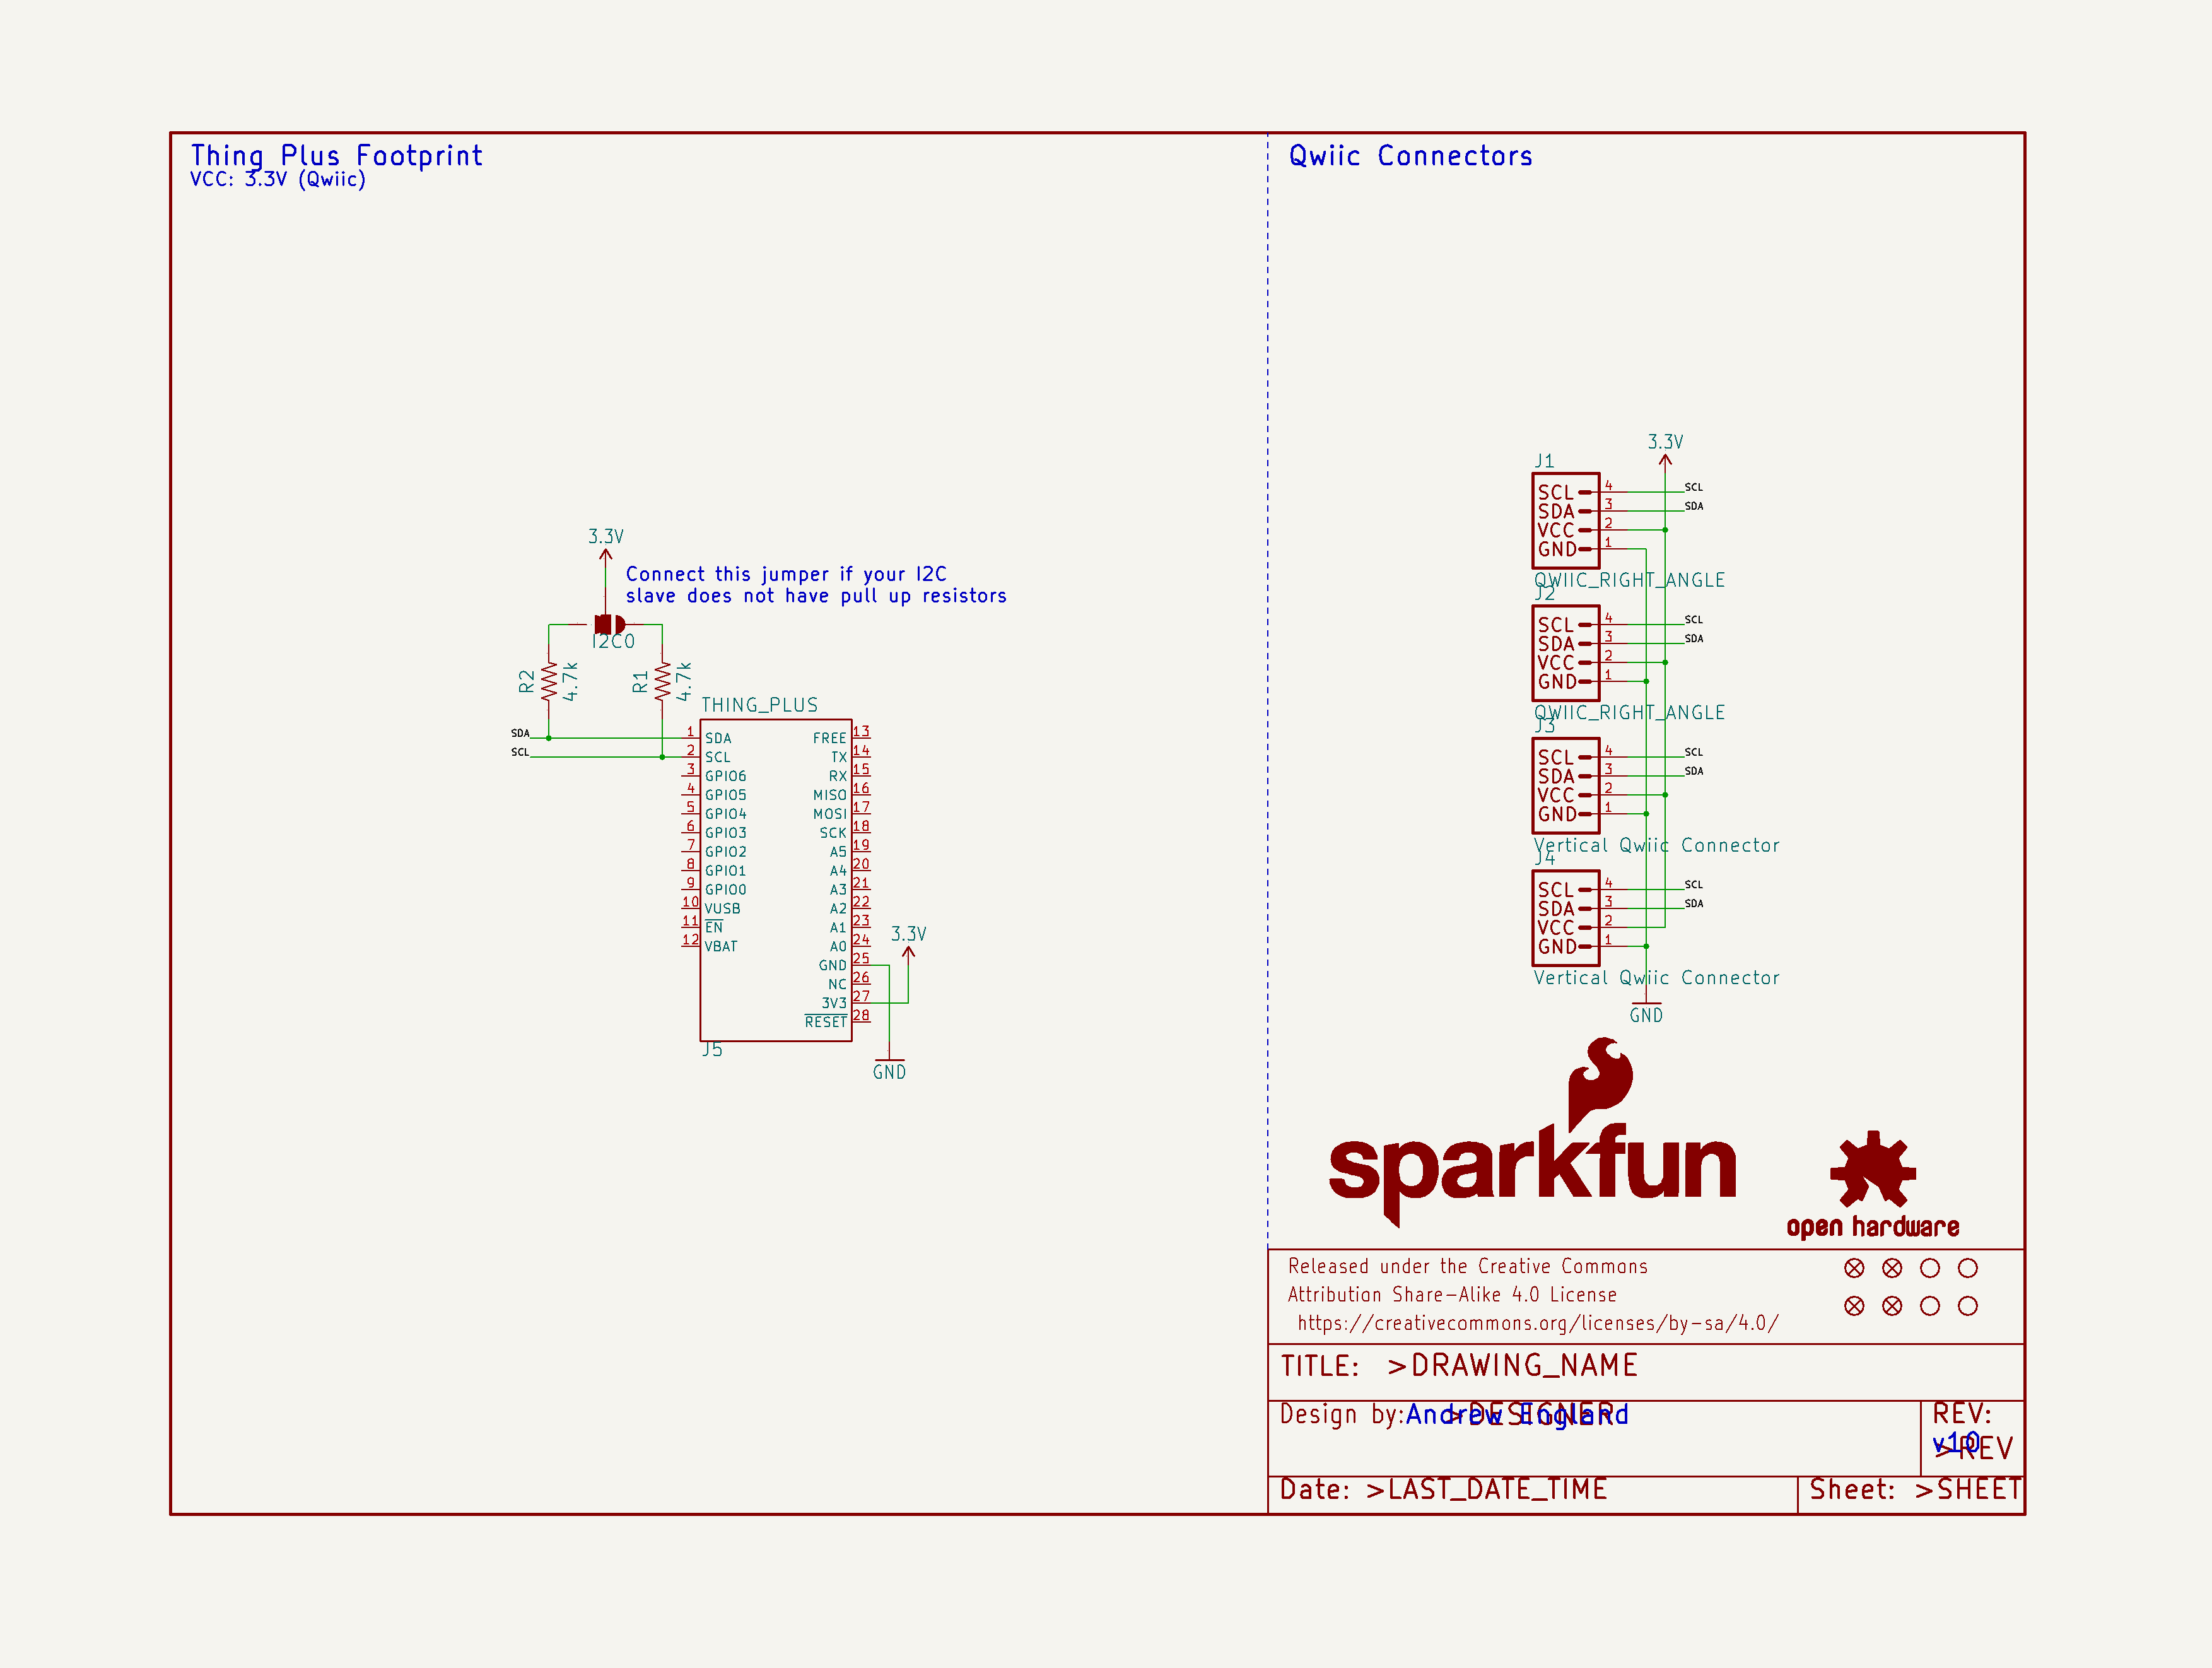 Thing Plus Footprint
VCC: 3.3V (Qwiic)
3.3V
Connect this jumper if your I2C
slave does not have pull up resistors
I2C0
R2
4.7k
R1
4.7k
THING_PLUS
SDA
SCL
1 SDA
2 SCL
3 GPIO6
4 GPIO5
5 GPIO4
6 GPIO3
7 GPIO2
8 GPIO1
9 GPIO0
10 VUSB
11 EN
12 VBAT
FREE 13
TX 14
RX 15
MISO 16
MOSI 17
SCK 18
A5 19
A4 20
A3 21
A2 22
A1 23
A0 24
GND 25
NC 26
3V3 27
RESET 28
3.3V
J5
GND
Qwiic Connectors
3.3V
J1
SCL 4 SCL
SDA 3 SDA
VCC 2
GND 1
QWIIC_RIGHT_ANGLE
J2
SCL 4 SCL
SDA 3 SDA
VCC 2
GND 1
QWIIC_RIGHT_ANGLE
J3
SCL 4 SCL
SDA 3 SDA
VCC 2
GND 1
Vertical Qwiic Connector
J4
SCL 4 SCL
SDA 3 SDA
VCC 2
GND 1
Vertical Qwiic Connector
GND
sparkfun
open hardware
Released under the Creative Commons
Attribution Share-Alike 4.0 License
https://creativecommons.org/licenses/by-sa/4.0/
TITLE: >DRAWING_NAME
Design by: Andrew England
>DESIGNER
REV:
v10
>REV
Date: >LAST_DATE_TIME
Sheet: >SHEET